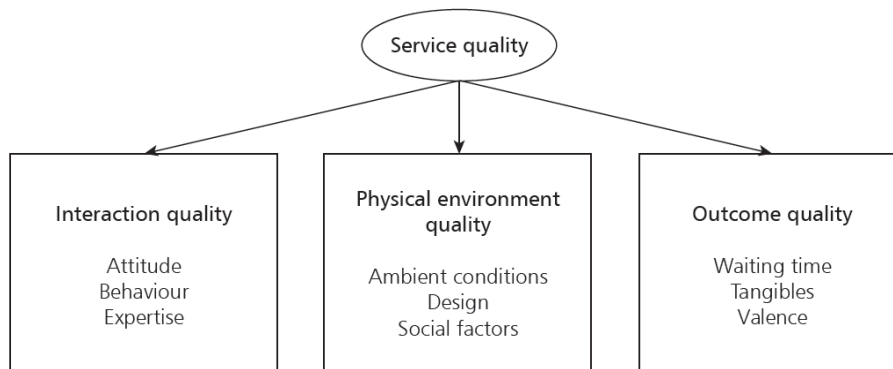 Service quality
Interaction quality
Attitude
Behaviour
Expertise
Physical environment
quality
Ambient conditions
Design
Social factors
Outcome quality
Waiting time
Tangibles
Valence